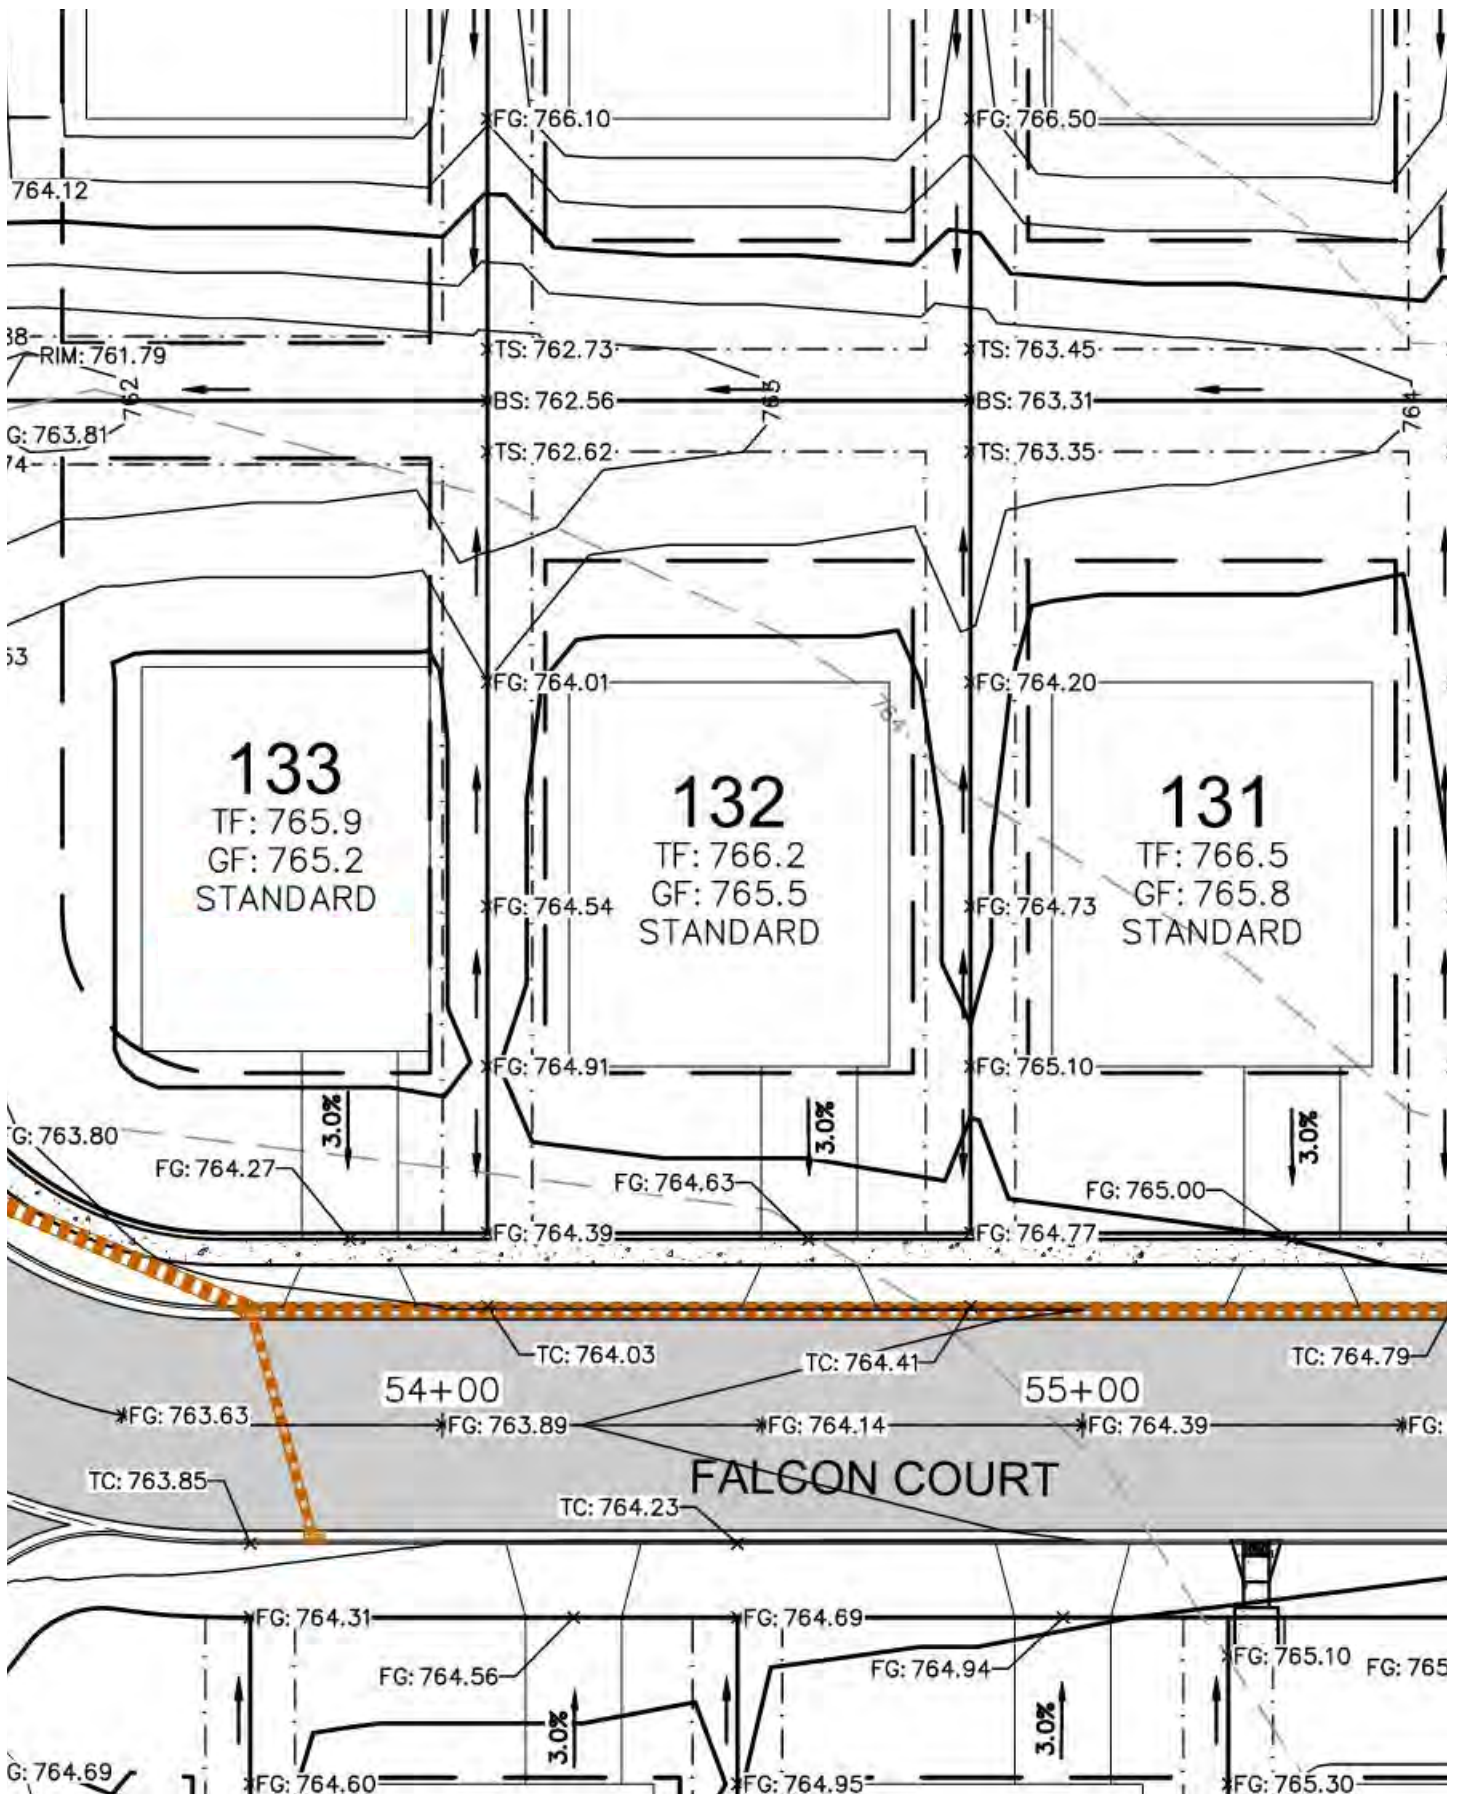 FG: 766.10
FG: 766.50
764.12
88
TS: 762.73
TS: 763.45
RIM: 761.79
762
763
764
BS: 762.56
BS: 763.31
G: 763.81
74
TS: 762.62
TS: 763.35
53
FG: 764.01
FG: 764.20
764
133
TF: 765.9
GF: 765.2
STANDARD
132
TF: 766.2
GF: 765.5
STANDARD
131
TF: 766.5
GF: 765.8
STANDARD
FG: 764.54
FG: 764.73
FG: 764.91
FG: 765.10
3.0%
3.0%
3.0%
G: 763.80
FG: 764.27
FG: 764.63
FG: 765.00
FG: 764.39
FG: 764.77
TC: 764.03
TC: 764.41
TC: 764.79
54+00
55+00
FG: 763.63
FG: 763.89
FG: 764.14
FG: 764.39
FG:
TC: 763.85
FALCON COURT
TC: 764.23
FG: 764.31
FG: 764.69
FG: 764.56
FG: 764.94
FG: 765.10
FG: 765
3.0%
3.0%
G: 764.69
FG: 764.60
FG: 764.95
FG: 765.30